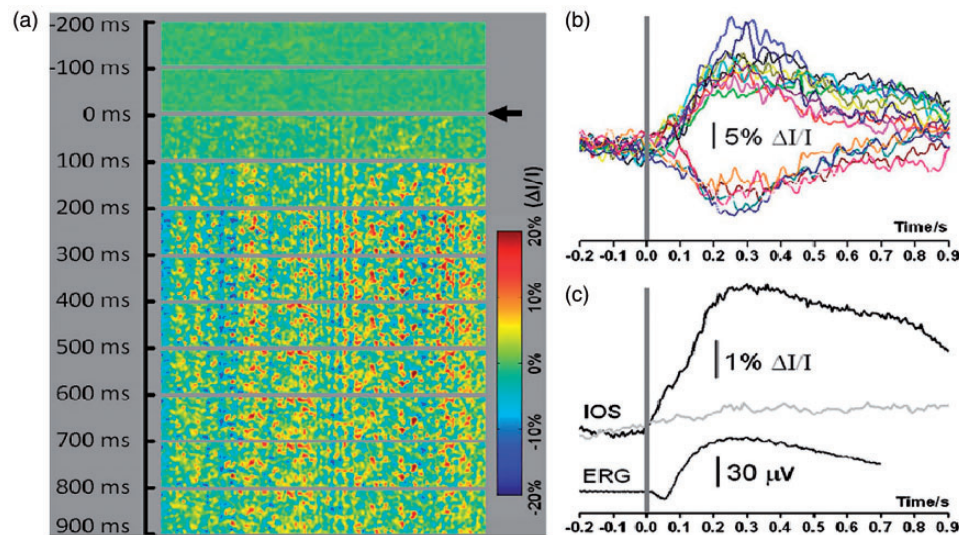 (a)
-200 ms
-100 ms
0 ms
100 ms
200 ms
300 ms
400 ms
500 ms
600 ms
700 ms
800 ms
900 ms
(ΔI/I)
20%
10%
0%
-10%
-20%
(b)
5% ΔI/I
Time/s
-0.2 -0.1 0.0 0.1 0.2 0.3 0.4 0.5 0.6 0.7 0.8 0.9
(c)
1% ΔI/I
IOS
ERG
30 µV
Time/s
-0.2 -0.1 0.0 0.1 0.2 0.3 0.4 0.5 0.6 0.7 0.8 0.9